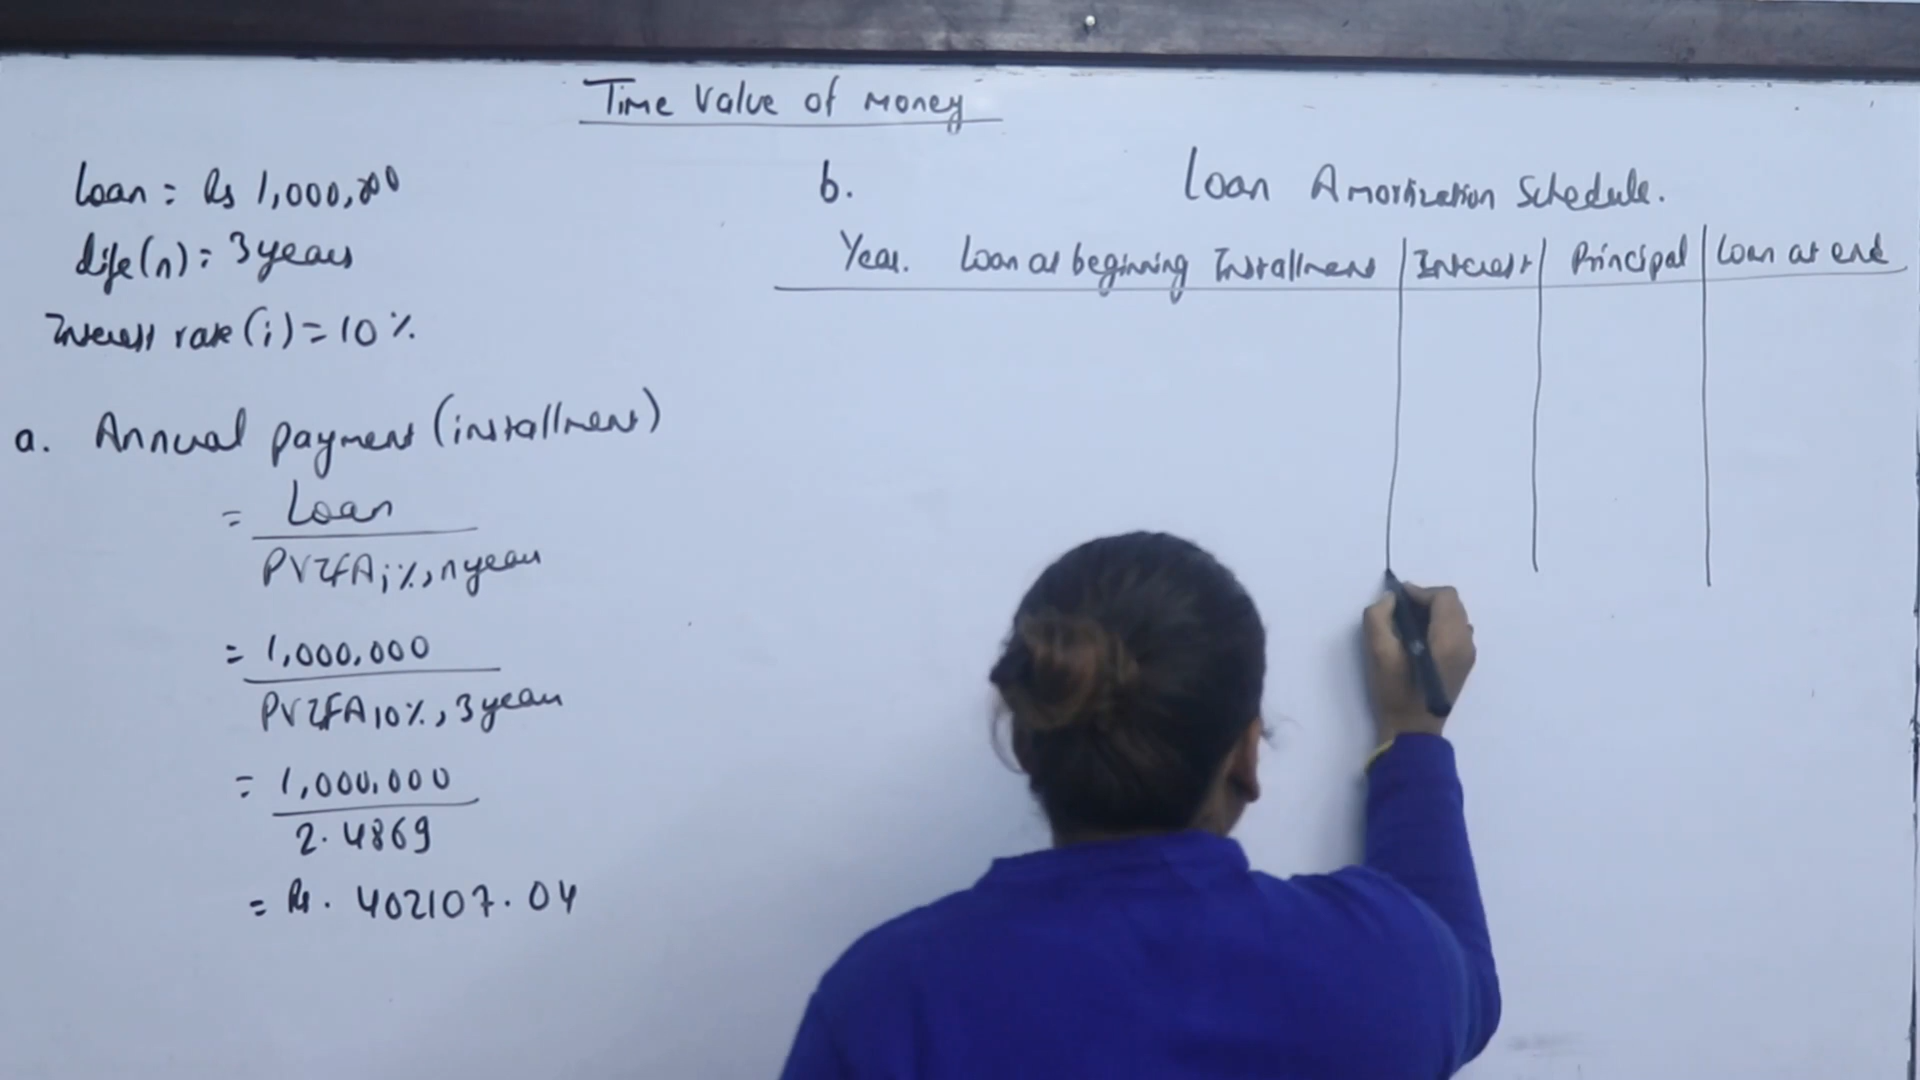 Time Value of money
Loan = Rs 1,000,000
life(n) = 3 years
Interest rate (i) = 10 %.
a. Annual payment (installment)
= Loan
PVIFA i%, n year
= 1,000,000
PVIFA 10%, 3 year
= 1,000,000
2.4869
= Rs. 402107.04
b. Loan Amortization Schedule.
Year. Loan at beginning Installment Interest Principal Loan at end